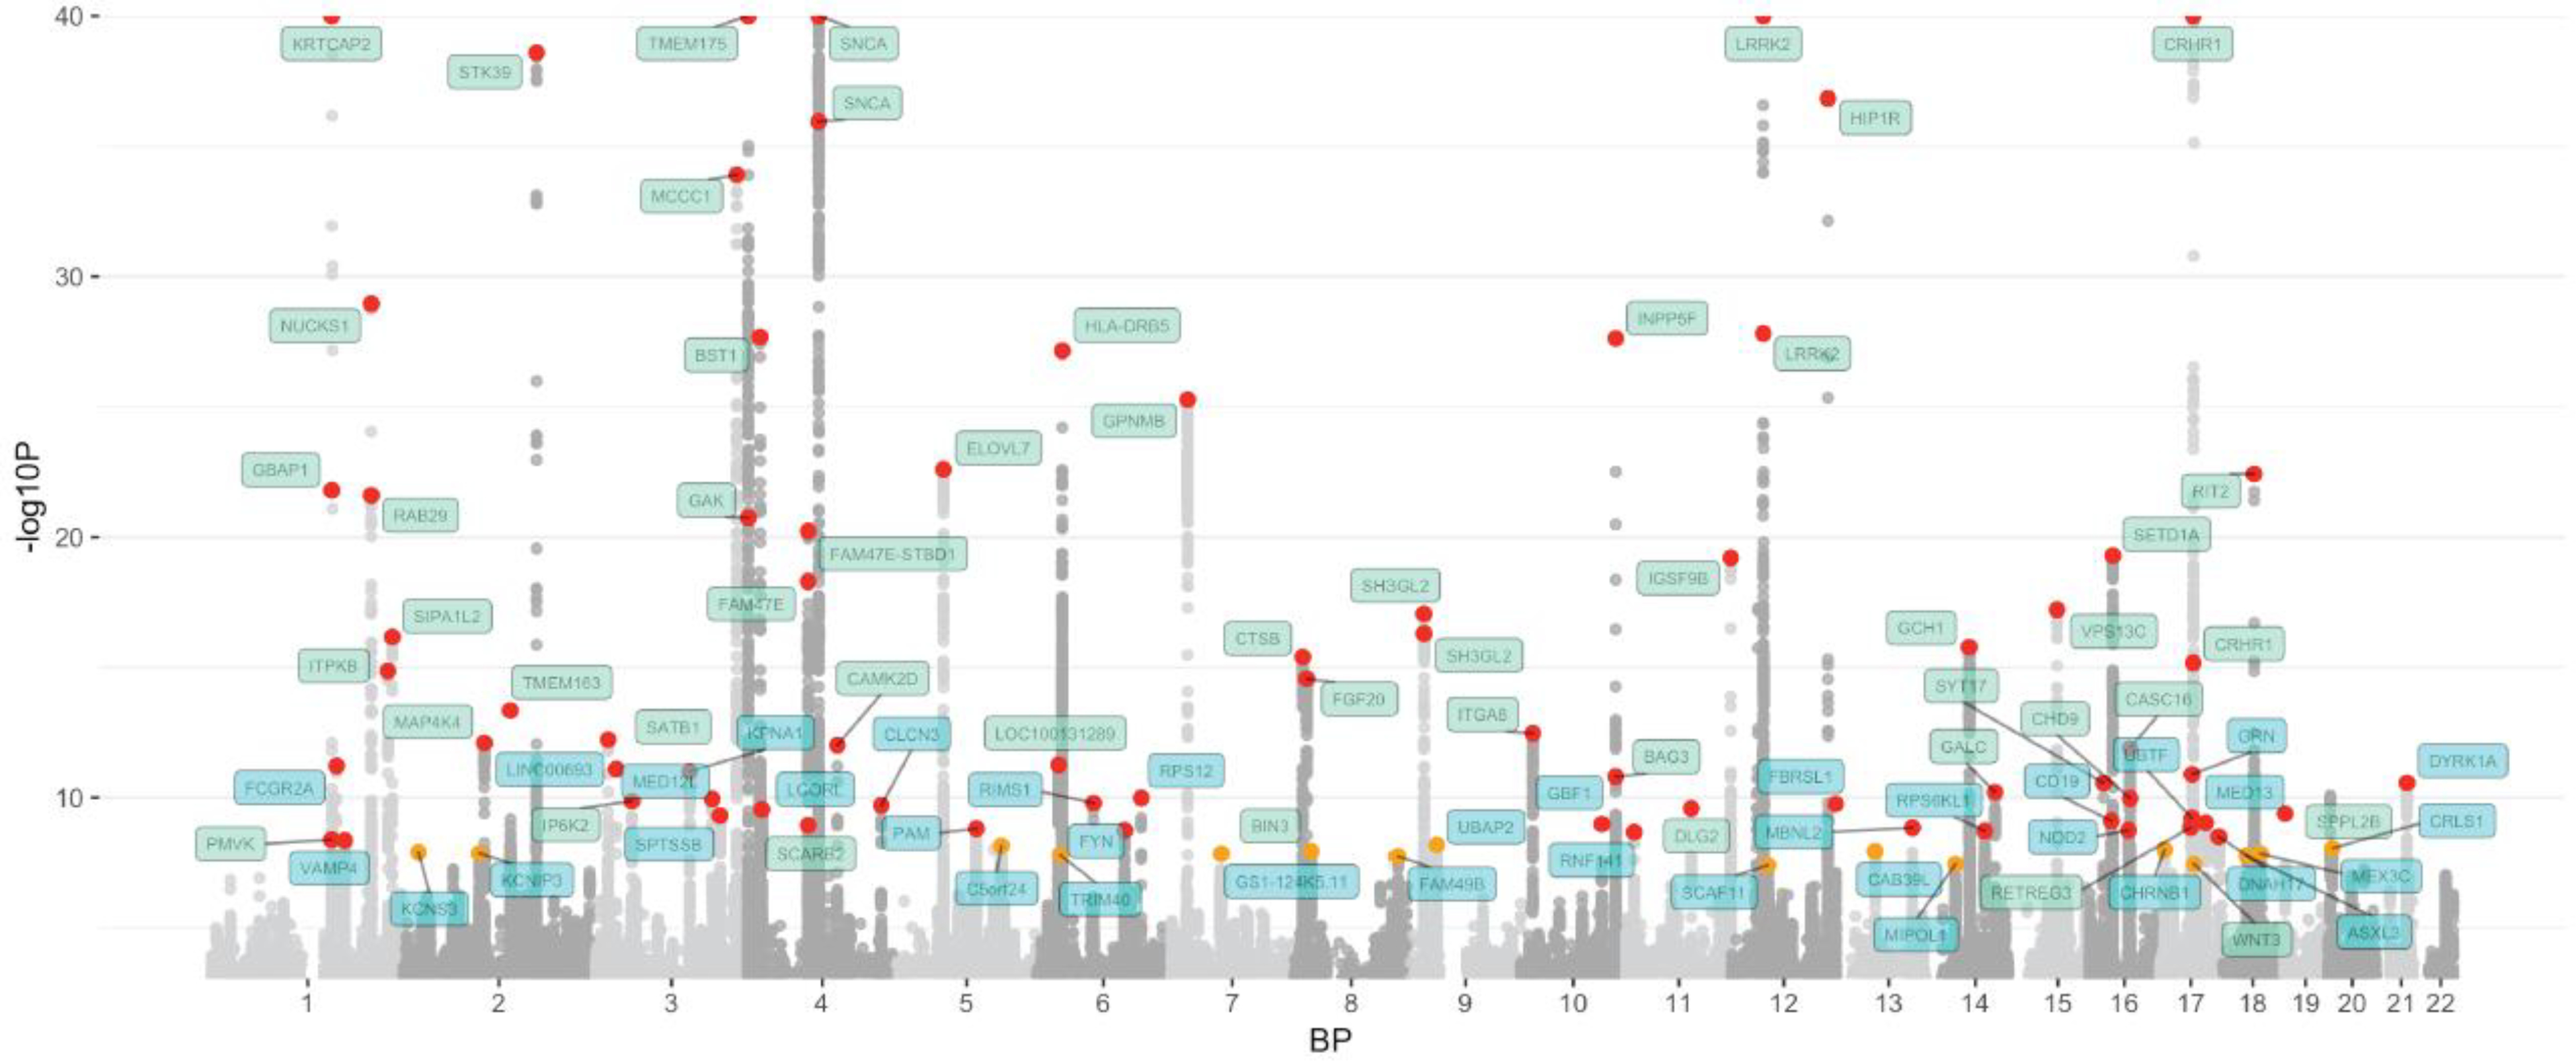 40
KRTCAP2
TMEM175
SNCA
LRRK2
CRHR1
STK39
SNCA
HIP1R
MCCC1
30
NUCKS1
BST1
HLA-DRB5
INPP5F
LRRK2
GPNMB
ELOVL7
GBAP1
RAB29
GAK
RIT2
-log10P
20
FAM47E-STBD1
SETD1A
IGSF9B
SH3GL2
FAM47E
SIPA1L2
ITPKB
CTSB
SH3GL2
GCH1
VPS13C
CRHR1
TMEM163
CAMK2D
FGF20
SYT17
CASC16
MAP4K4
SATB1
KPNA1
CLCN3
LOC100131289
ITGA8
CHD9
GALC
UBTF
GRN
BAG3
DYRK1A
LINC00693
MED12L
RPS12
FBRSL1
CD19
FCGR2A
LCORL
RIMS1
GBF1
RPS6KL1
MED13
10
IP6K2
PAM
FYN
BIN3
UBAP2
DLG2
MBNL2
NOD2
SPPL2B
CRLS1
PMVK
SPTSSB
SCARB2
VAMP4
KCNIP3
RNF141
KCNS3
C5orf24
TRIM40
GS1-124K5.11
FAM49B
SCAF11
CAB39L
RETREG3
CHRNB1
DNAH17
MEX3C
MIPOL1
WNT3
ASXL3
1 2 3 4 5 6 7 8 9 10 11 12 13 14 15 16 17 18 19 20 21 22
BP